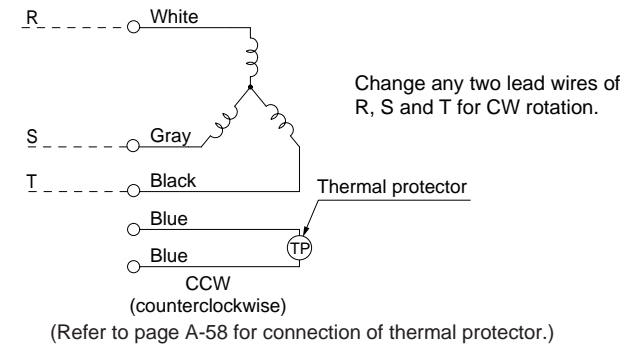 R
White
Change any two lead wires of
R, S and T for CW rotation.
S
Gray
T
Black
Thermal protector
Blue
TP
Blue
CCW
(counterclockwise)
(Refer to page A-58 for connection of thermal protector.)